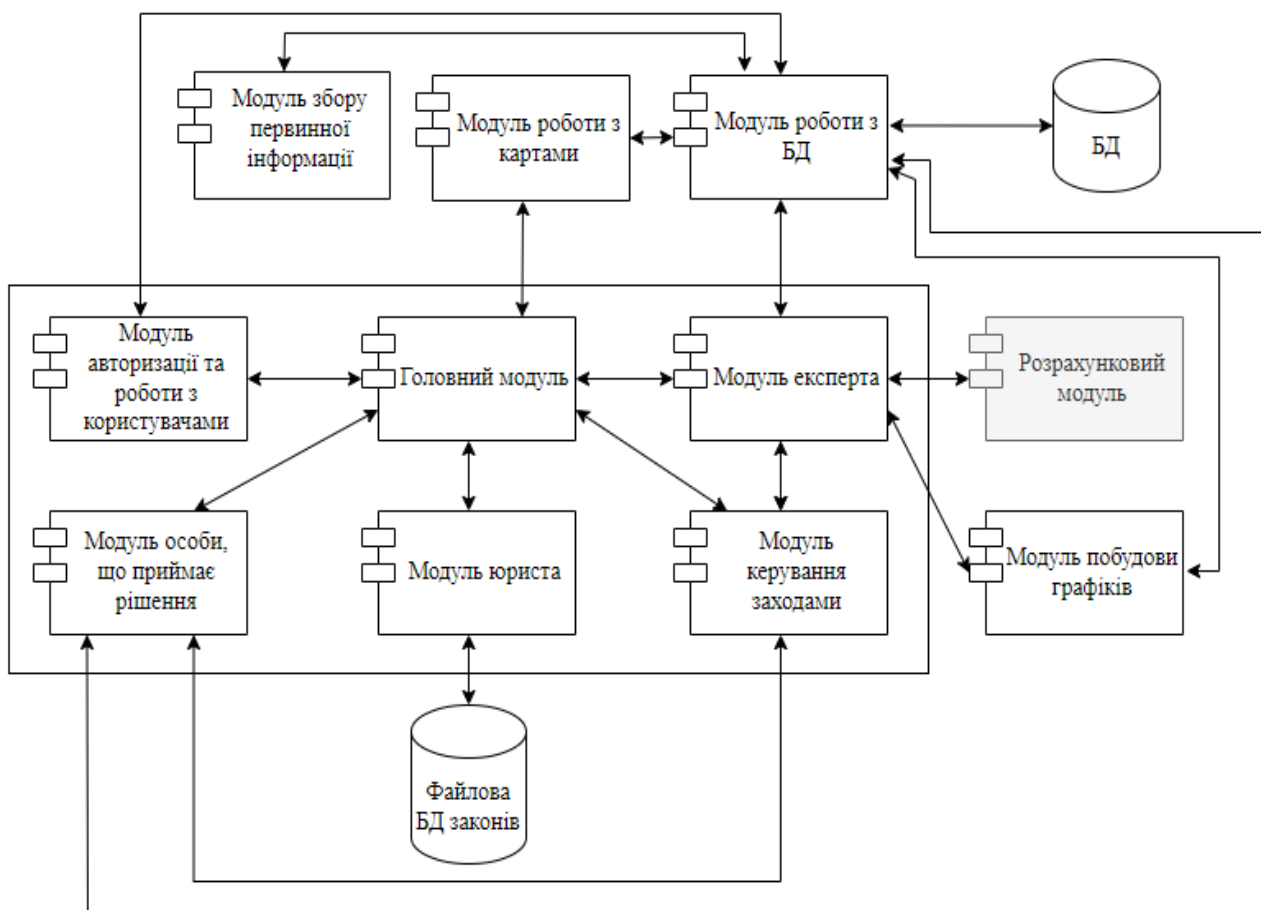 Модуль збору
первинної
інформації
Модуль роботи з
картами
Модуль роботи з
БД
БД
Модуль
авторизації та
роботи з
користувачами
Головний модуль
Модуль експерта
Розрахунковий
модуль
Модуль особи,
що приймає
рішення
Модуль юриста
Модуль
керування
заходами
Модуль побудови
графіків
Файлова
БД законів